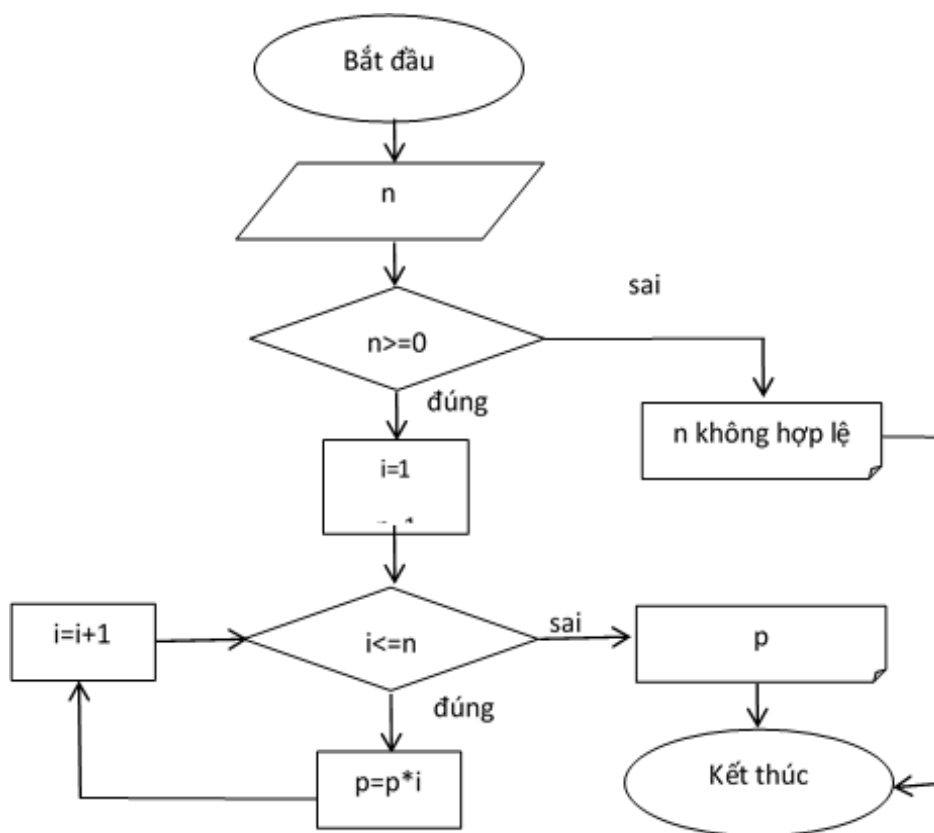 Bắt đầu
n
sai
n>=0
đúng
n không hợp lệ
i=1
i=i+1
i<=n
sai
p
đúng
p=p*i
Kết thúc